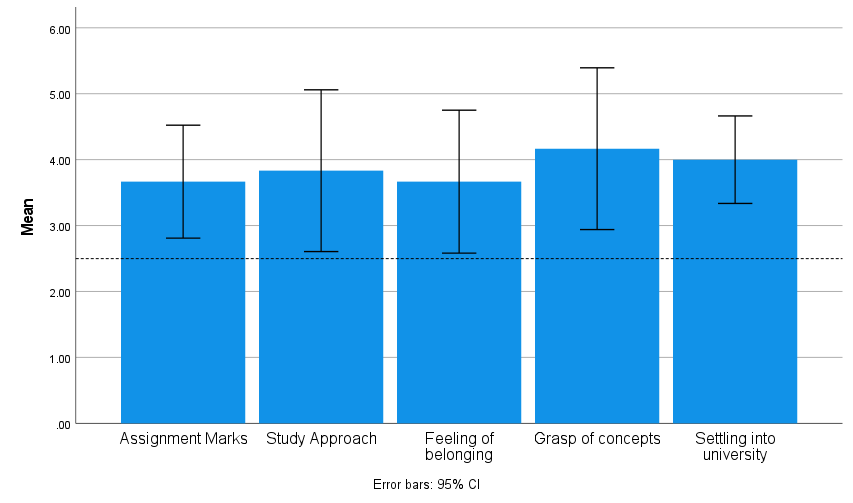 6.00
5.00
4.00
3.00
2.00
1.00
.00
Mean
Assignment Marks
Study Approach
Feeling of
belonging
Grasp of concepts
Settling into
university
Error bars: 95% CI